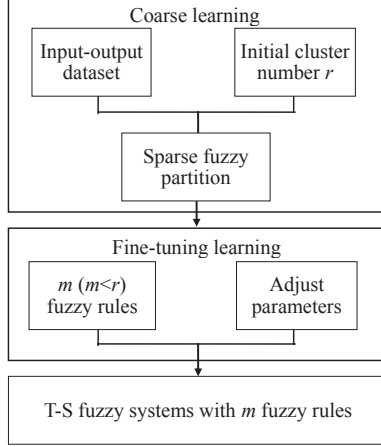 Coarse learning
Input-output
dataset
Initial cluster
number r
Sparse fuzzy
partition
Fine-tuning learning
m (m<r)
fuzzy rules
Adjust
parameters
T-S fuzzy systems with m fuzzy rules